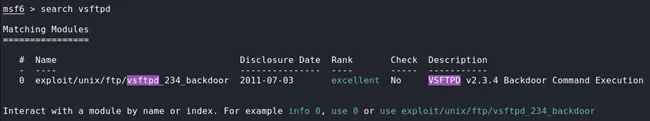 msf6 > search vsftpd
Matching Modules
================
# Name Disclosure Date Rank Check Description
- ---- --------------- ---- ----- -----------
0 exploit/unix/ftp/vsftpd_234_backdoor 2011-07-03 excellent No VSFTPD v2.3.4 Backdoor Command Execution
Interact with a module by name or index. For example info 0, use 0 or use exploit/unix/ftp/vsftpd_234_backdoor